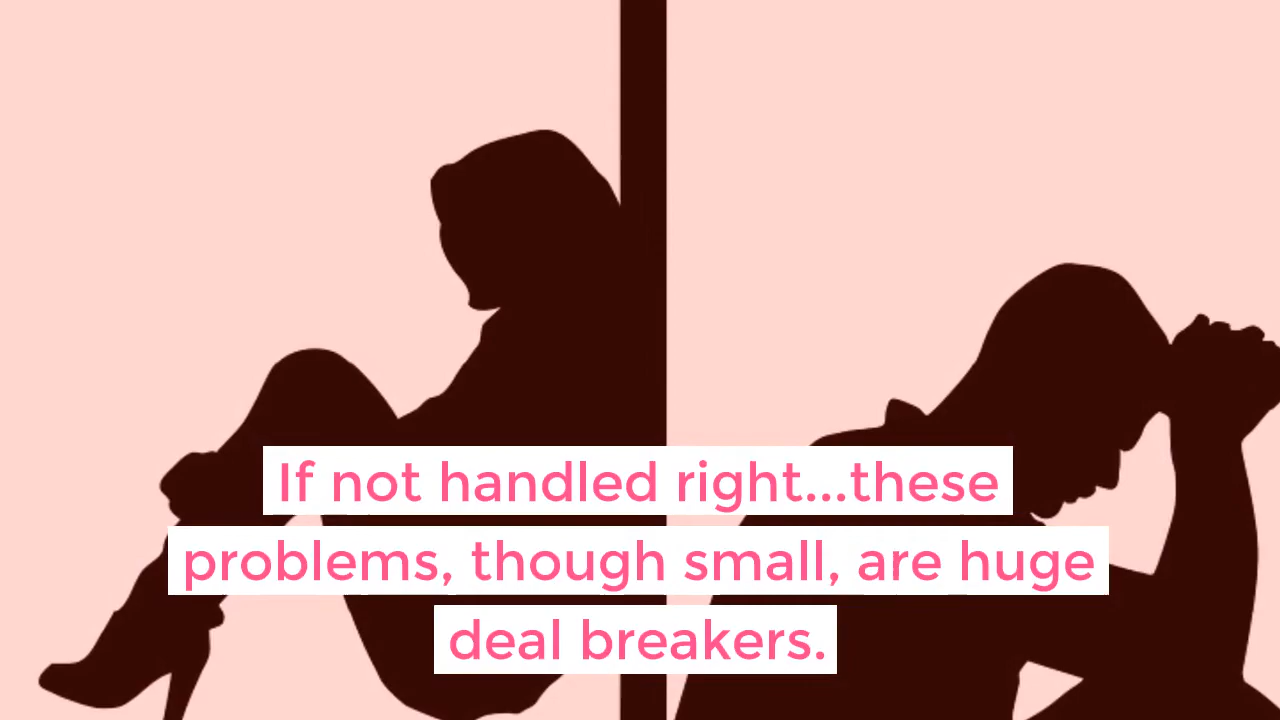 If not handled right...these
problems, though small, are huge
deal breakers.